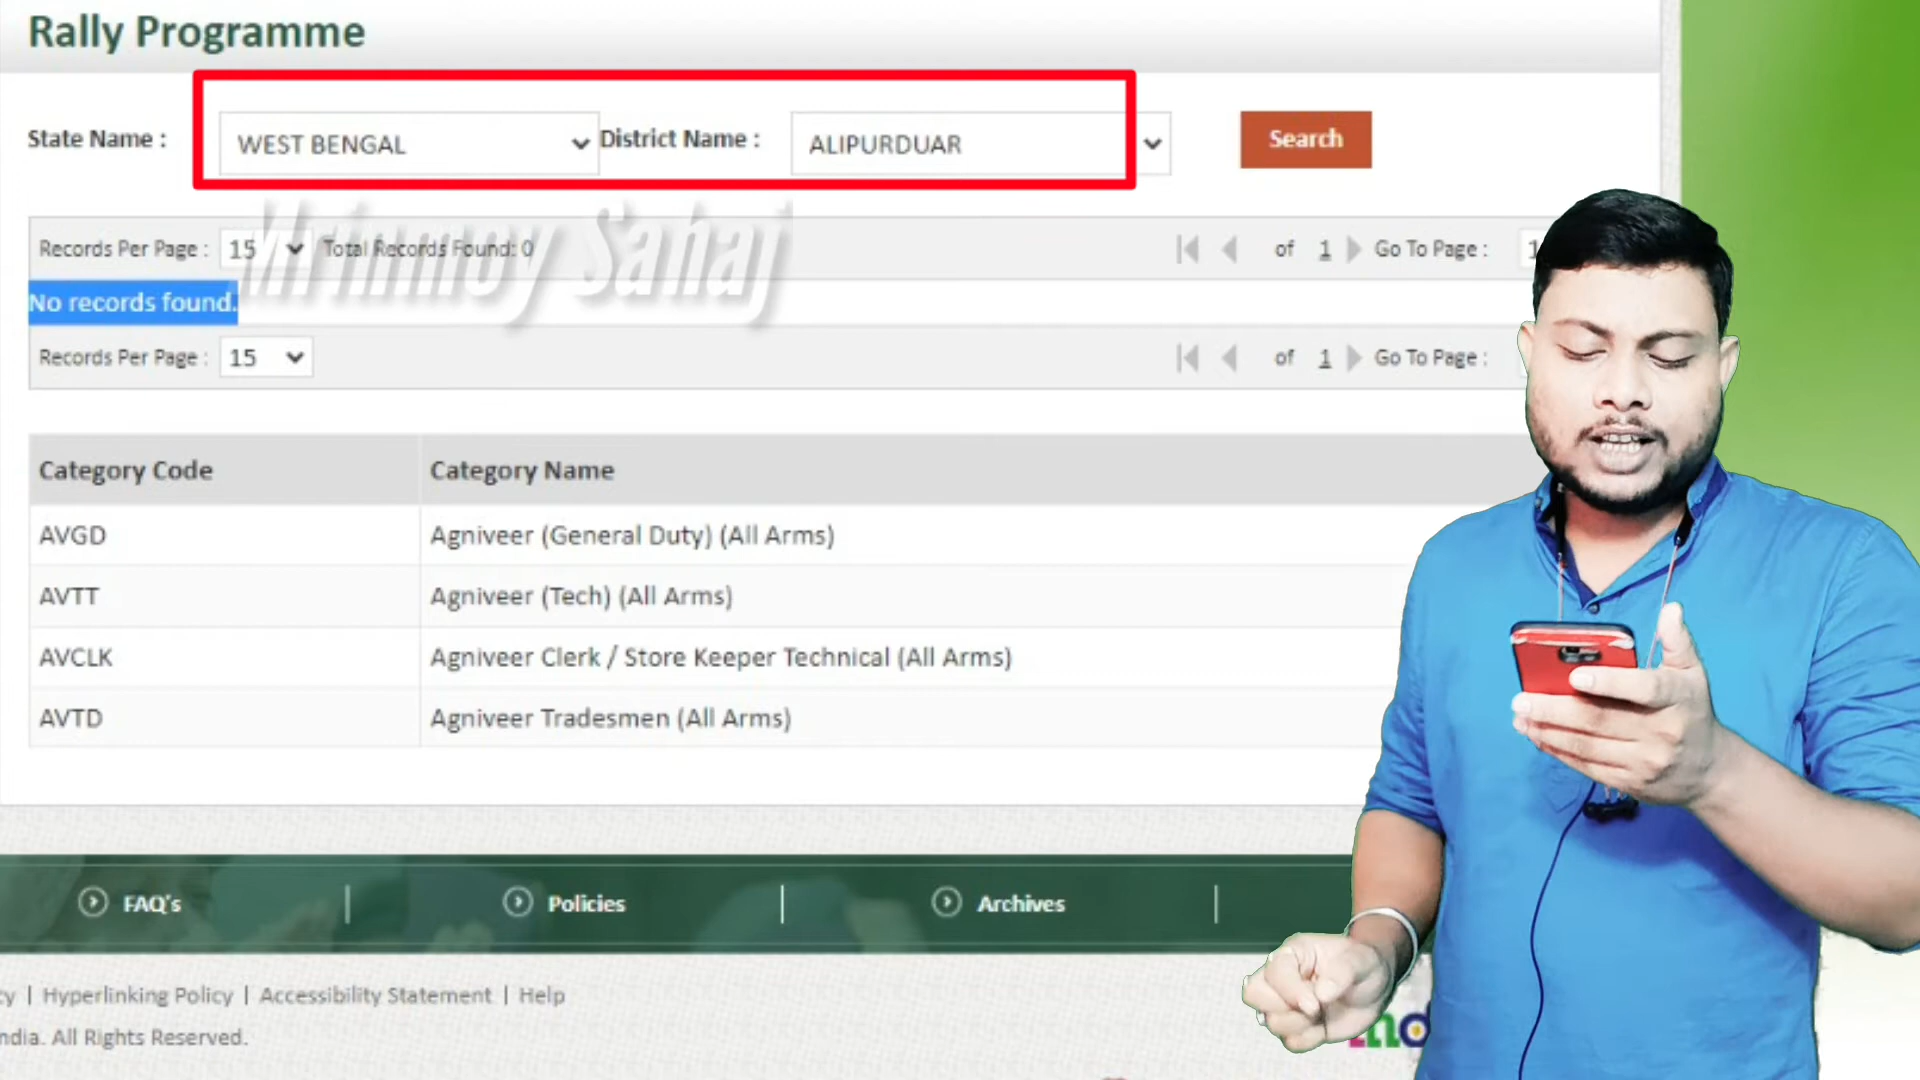 Rally Programme
State Name : WEST BENGAL District Name : ALIPURDUAR Search
Mrinmoy Sahaj
Records Per Page : 15 Total Records Found: 0 of 1 Go To Page : 1
No records found.
Records Per Page : 15 of 1 Go To Page :
Category Code Category Name
AVGD Agniveer (General Duty) (All Arms)
AVTT Agniveer (Tech) (All Arms)
AVCLK Agniveer Clerk / Store Keeper Technical (All Arms)
AVTD Agniveer Tradesmen (All Arms)
FAQ's | Policies | Archives |
| Hyperlinking Policy | Accessibility Statement | Help
ndia. All Rights Reserved.